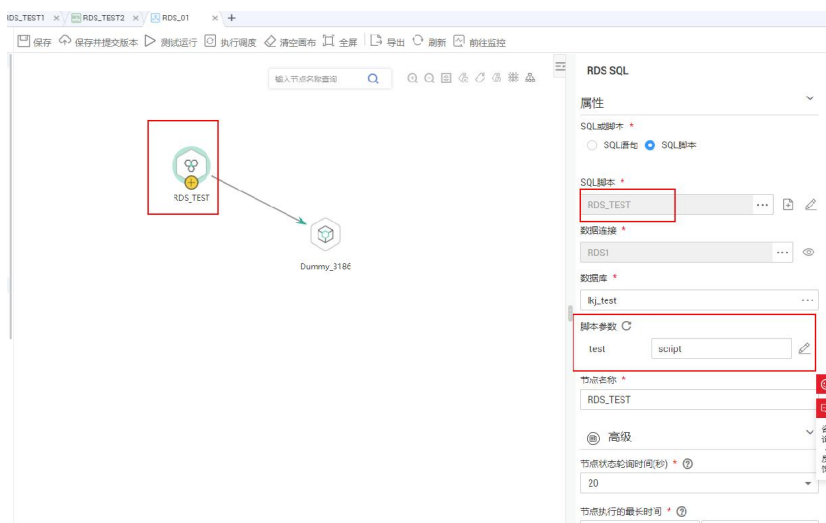 IDS_TEST1 × RDS_TEST2 × RDS_01 × +
保存 保存并提交版本 测试运行 执行调度 清空画布 全屏 导出 刷新 前往监控
输入节点名称查询
RDS_TEST
Dummy_3186
RDS SQL
属性
SQL或脚本 *
SQL语句 SQL脚本
SQL脚本 *
RDS_TEST ...
数据连接 *
RDS1 ...
数据库 *
lkj_test ...
脚本参数
test script
节点名称 *
RDS_TEST
高级
节点状态轮询时间(秒) * ?
20
节点执行的最长时间 * ?